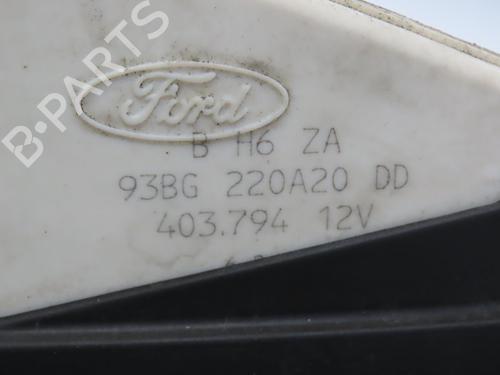 B-PARTS
Ford
B H6 ZA
93BG 220A20 DD
403.794 12V